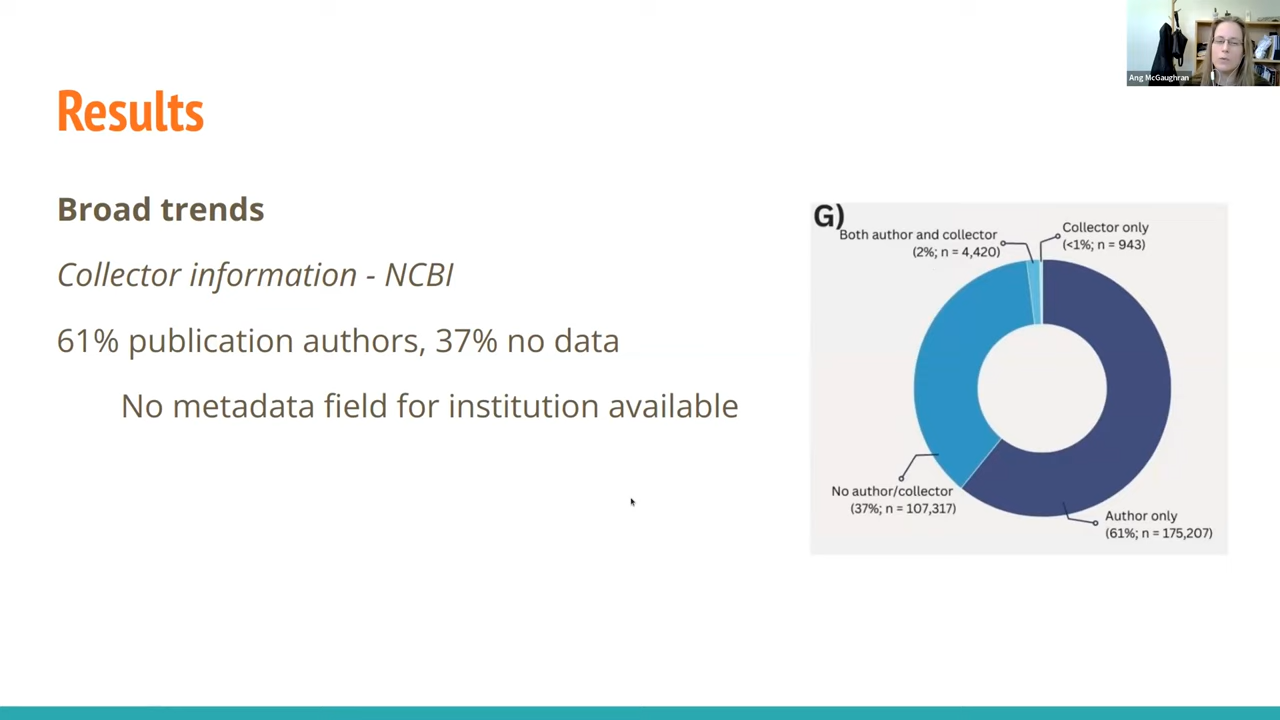 Ang McGaughran
Results
Broad trends
Collector information - NCBI
61% publication authors, 37% no data
No metadata field for institution available
G)
Both author and collector
(2%; n = 4,420)
Collector only
(<1%; n = 943)
No author/collector
(37%; n = 107,317)
Author only
(61%; n = 175,207)